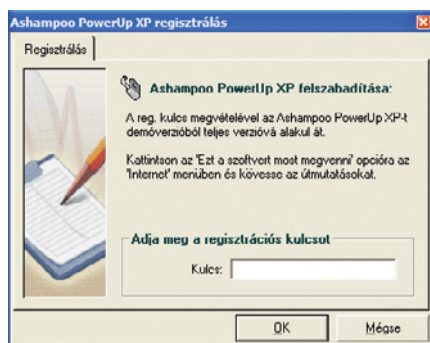 Ashampoo PowerUp XP regisztrálás
Regisztrálás
Ashampoo PowerUp XP felszabadítása:
A reg. kulcs megvételével az Ashampoo PowerUp XP-t
demóverzióból teljes verzióvá alakul át.
Kattintson az 'Ezt a szoftvert most megvenni' opcióra az
'Internet' menüben és kövesse az útmutatásokat.
Adja meg a regisztrációs kulcsot
Kulcs:
OK
Mégse